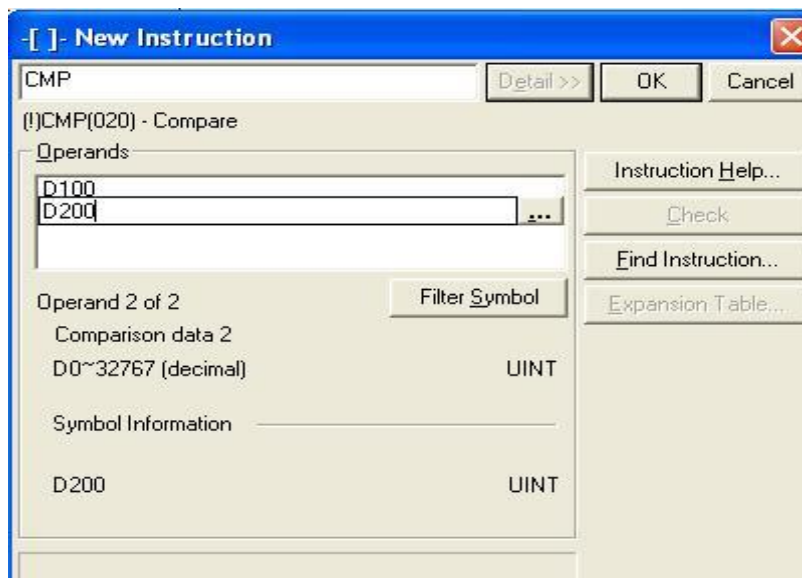 -[ ]- New Instruction
CMP
Detail >>
OK
Cancel
(!)CMP(020) - Compare
Operands
D100
D200
...
Instruction Help...
Check
Find Instruction...
Expansion Table...
Operand 2 of 2
Filter Symbol
Comparison data 2
D0~32767 (decimal) UINT
Symbol Information
D200 UINT